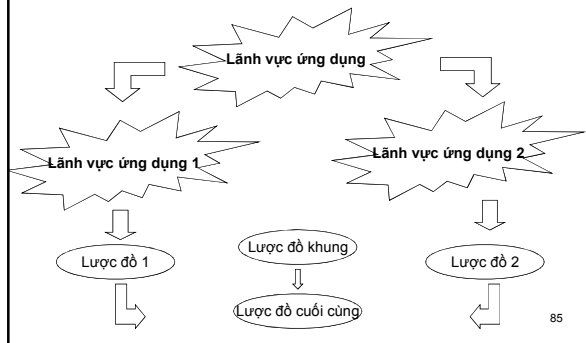 Lãnh vực ứng dụng
Lãnh vực ứng dụng 1
Lãnh vực ứng dụng 2
Lược đồ khung
Lược đồ 1
Lược đồ 2
Lược đồ cuối cùng
85